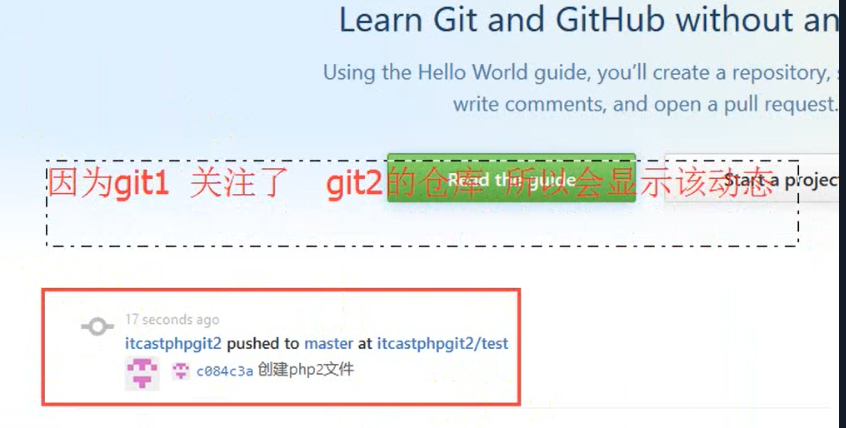 Learn Git and GitHub without an
Using the Hello World guide, you'll create a repository,
write comments, and open a pull request.
Read the guide
Start a project
因为git1 关注了 git2的仓库 所以会显示该动态
17 seconds ago
itcastphpgit2 pushed to master at itcastphpgit2/test
c084c3a 创建php2文件